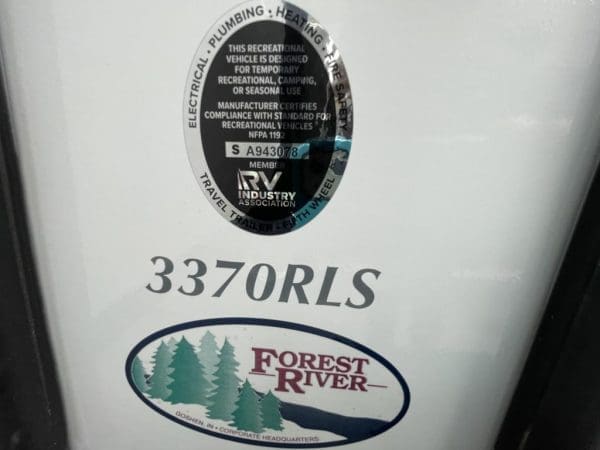 ELECTRICAL • PLUMBING • HEATING • FIRE SAFETY
THIS RECREATIONAL
VEHICLE IS DESIGNED
FOR TEMPORARY
RECREATIONAL, CAMPING,
OR SEASONAL USE
MANUFACTURER CERTIFIES
COMPLIANCE WITH STANDARD FOR
RECREATIONAL VEHICLES
NFPA 1192
S A943078
MEMBER
RV
INDUSTRY
ASSOCIATION
TRAVEL TRAILER • FIFTH WHEEL
3370RLS
FOREST
RIVER
GOSHEN, IN • CORPORATE HEADQUARTERS